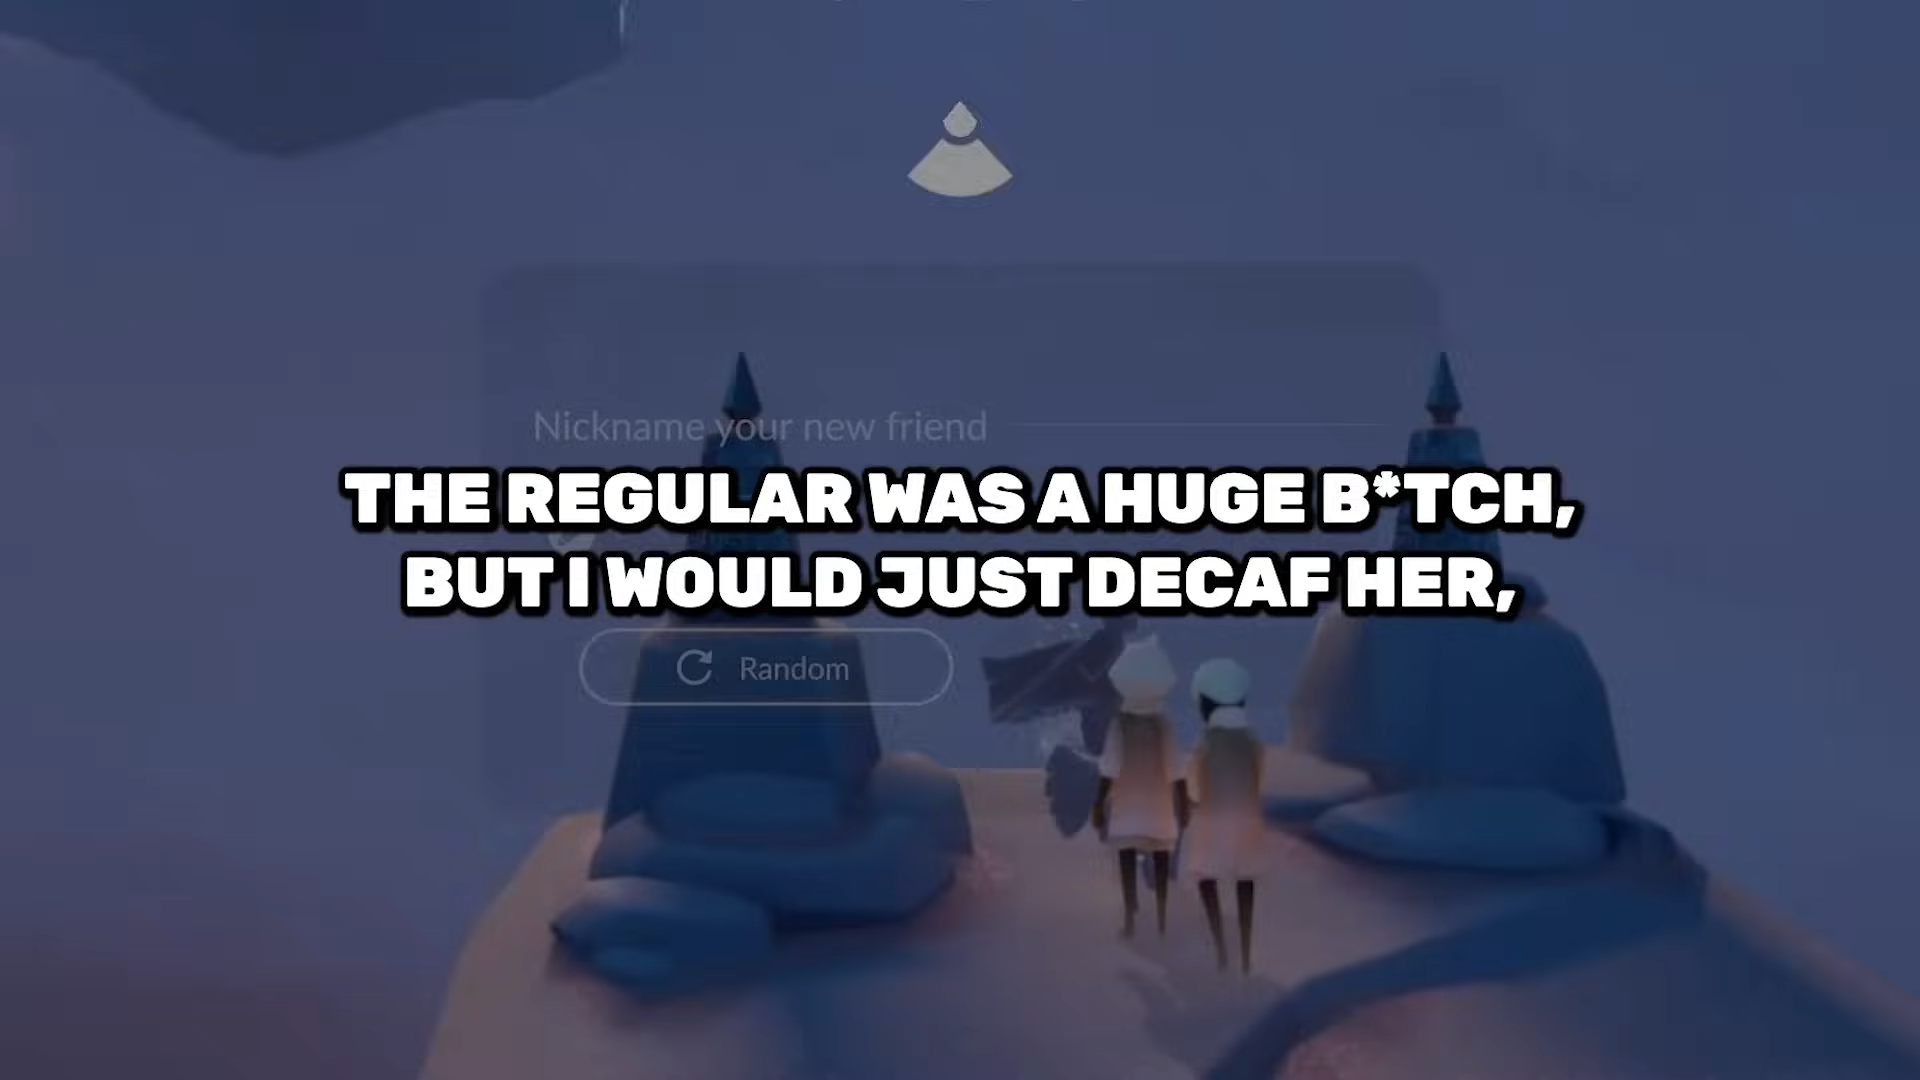 Nickname your new friend
THE REGULAR WAS A HUGE B*TCH,
BUT I WOULD JUST DECAF HER,
Random